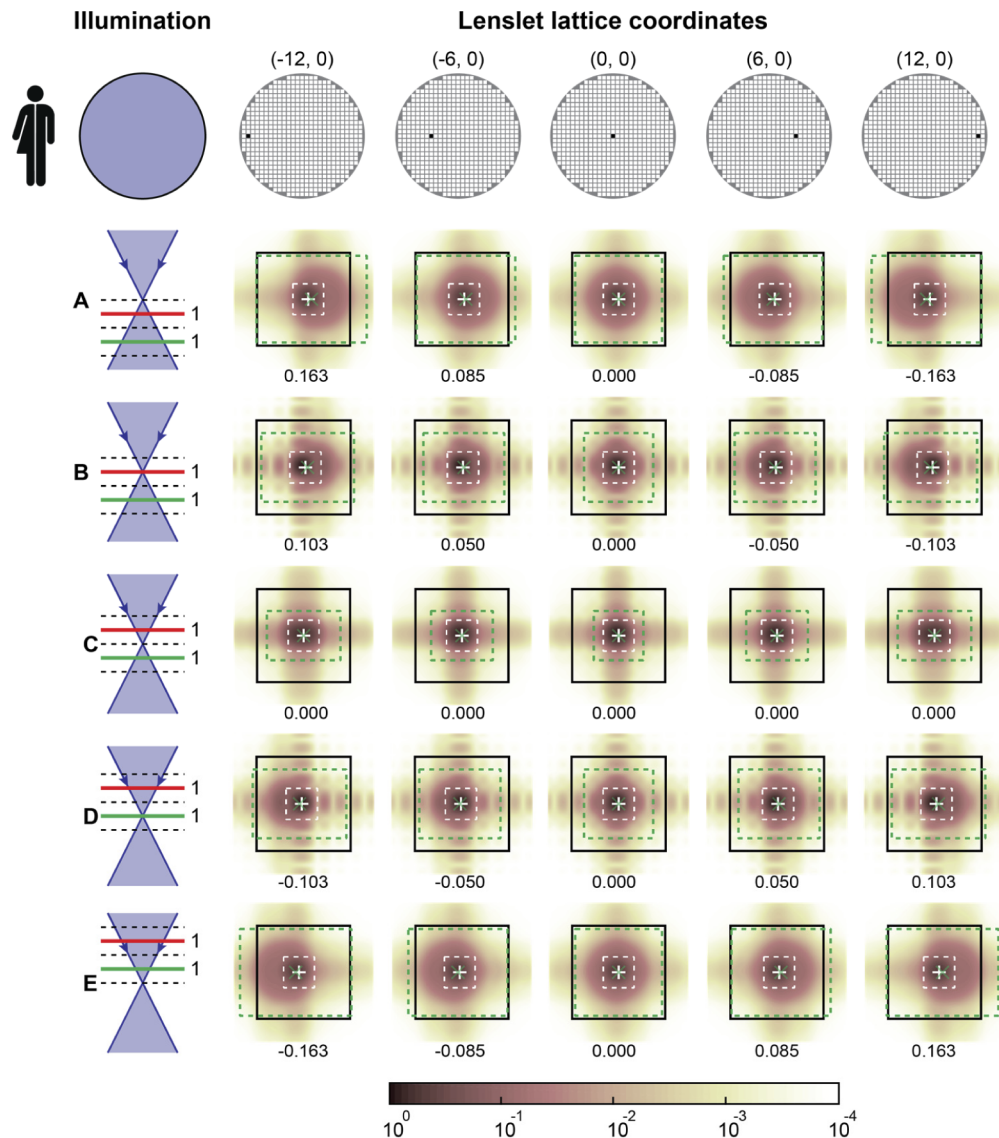 Illumination
Lenslet lattice coordinates
(-12, 0) (-6, 0) (0, 0) (6, 0) (12, 0)
A 1 1
0.163 0.085 0.000 -0.085 -0.163
B 1 1
0.103 0.050 0.000 -0.050 -0.103
C 1 1
0.000 0.000 0.000 0.000 0.000
D 1 1
-0.103 -0.050 0.000 0.050 0.103
E 1 1
-0.163 -0.085 0.000 0.085 0.163
10^0 10^-1 10^-2 10^-3 10^-4